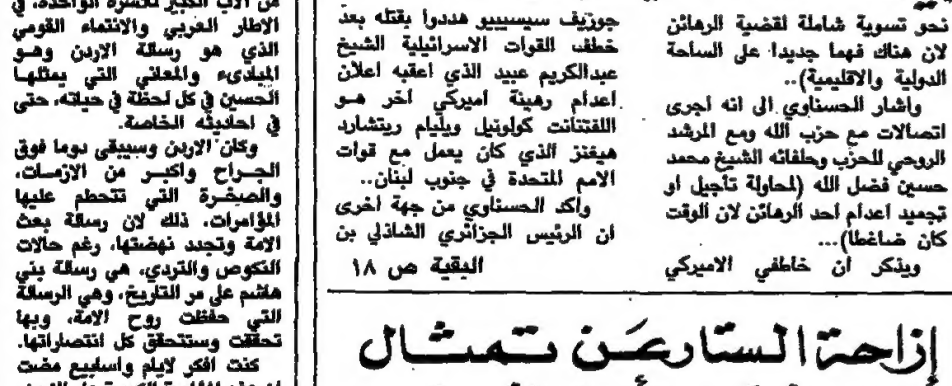 نحو تسوية شاملة لقضية الرهائن
لان هناك فهما جديدا على الساحة
الدولية والاقليمية)..
واشار الحسناوي الى انه اجرى
اتصالات مع حزب الله ومع المرشد
الروحي للحزب وحلفائه الشيخ محمد
حسين فضل الله (لمحاولة تأجيل او
تجميد اعدام احد الرهائن لان الوقت
كان ضاغطا)...
ويذكر ان خاطفي الاميركي
جوزيف سيسيبيو هددوا بقتله بعد
خطف القوات الاسرائيلية الشيخ
عبدالكريم عبيد الذي اعقبه اعلان
اعدام رهينة اميركي آخر هو
اللفتنانت كولونيل ويليام ريتشارد
هيغنز الذي كان يعمل مع قوات
الامم المتحدة في جنوب لبنان..
واكد الحسناوي من جهة اخرى
ان الرئيس الجزائري الشاذلي بن
البقية ص ١٨
إزاحة الستار عَن تمثال
من الأب الكبير للأسرة الواحدة، في
الاطار العربي والانتماء القومي
الذي هو رسالة الاردن وهو
المبادىء والمعاني التي يمثلها
الحسين في كل لحظة في حياته، حتى
في احاديثه الخاصة.
وكان الاردن وسيبقى دوما فوق
الجراح واكبر من الازمات،
والصخرة التي تتحطم عليها
المؤامرات، ذلك لان رسالة بعث
الامة وتجدد نهضتها، رغم حالات
النكوص والتردي، هي رسالة بني
هاشم على مر التاريخ، وهي الرسالة
التي حفظت روح الامة، وبها
تحققت وستتحقق كل انتصاراتها.
كنت افكر لايام واسابيع مضت